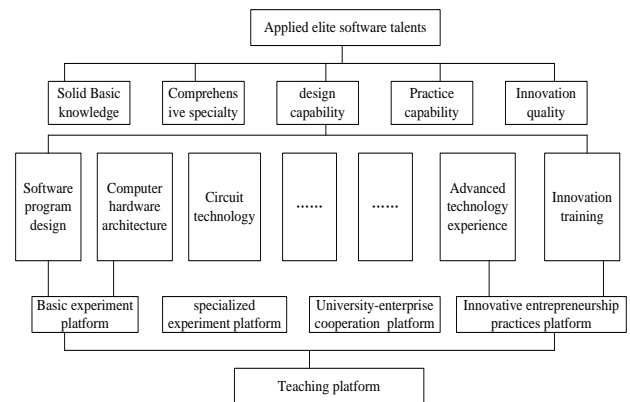 Applied elite software talents
Solid Basic
knowledge
Comprehens
ive specialty
design
capability
Practice
capability
Innovation
quality
Software
program
design
Computer
hardware
architecture
Circuit
technology
......
......
Advanced
technology
experience
Innovation
training
Basic experiment
platform
specialized
experiment platform
University-enterprise
cooperation platform
Innovative entrepreneurship
practices platform
Teaching platform